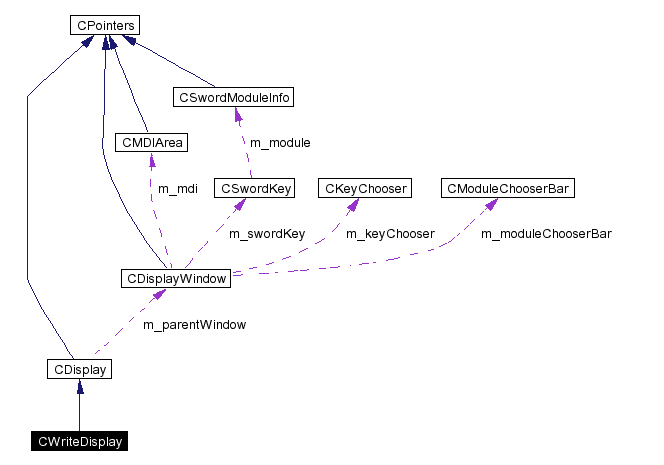 CPointers
CSwordModuleInfo
CMDIArea
m_module
m_mdi
CSwordKey
CKeyChooser
CModuleChooserBar
m_swordKey
m_keyChooser
m_moduleChooserBar
CDisplayWindow
m_parentWindow
CDisplay
CWriteDisplay